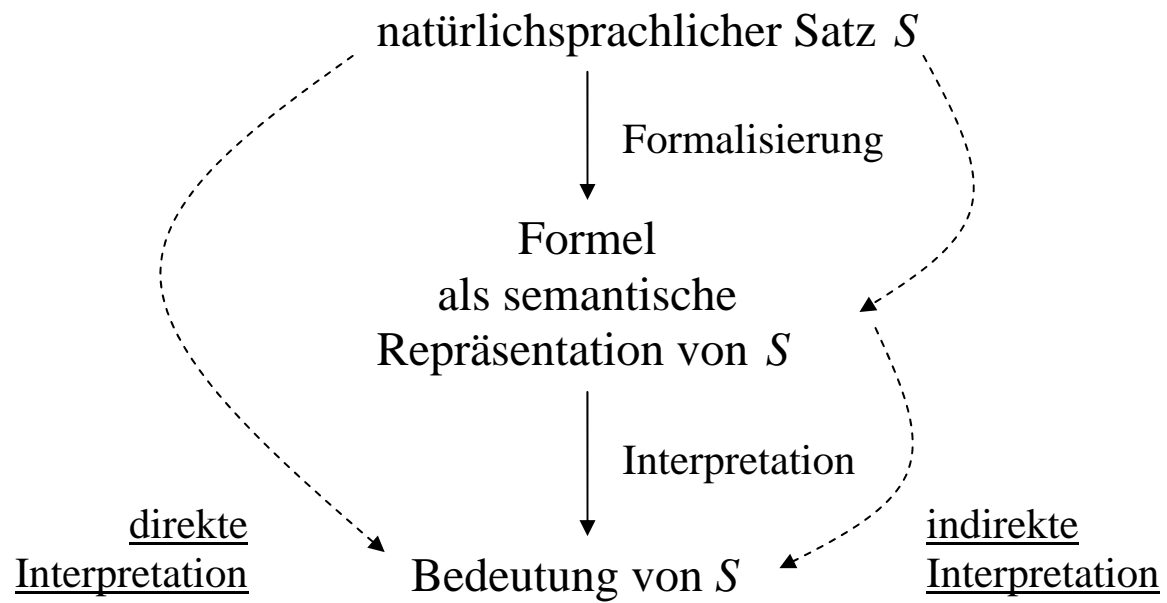 natürlichsprachlicher Satz S
Formalisierung
Formel
als semantische
Repräsentation von S
Interpretation
direkte
Interpretation
Bedeutung von S
indirekte
Interpretation